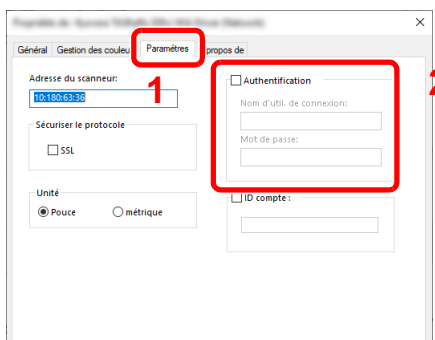 Général Gestion des couleu Paramètres propos de
Adresse du scanneur:
10:180:63:36
1
Sécuriser le protocole
SSL
Unité
Pouce métrique
Authentification
Nom d'util. de connexion:
Mot de passe:
ID compte :
2